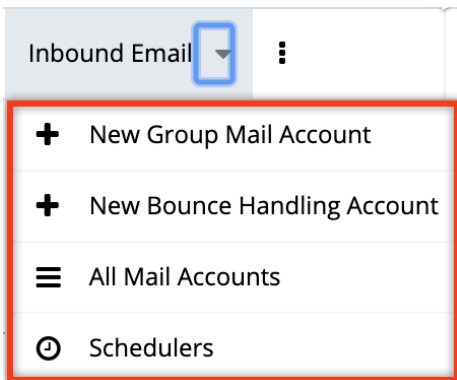 Inbound Email
New Group Mail Account
New Bounce Handling Account
All Mail Accounts
Schedulers